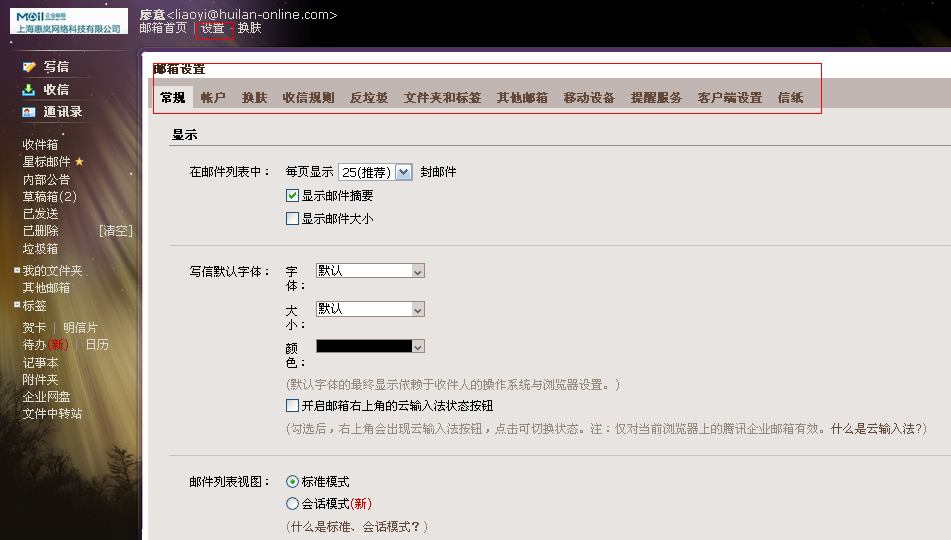 Mail 企业邮箱
上海惠岚网络科技有限公司
廖意<liaoyi@huilan-online.com>
邮箱首页 | 设置 - 换肤
写信
收信
通讯录
收件箱
星标邮件
内部公告
草稿箱(2)
已发送
已删除 [清空]
垃圾箱
我的文件夹
其他邮箱
标签
贺卡 | 明信片
待办(新) | 日历
记事本
附件夹
企业网盘
文件中转站
邮箱设置
常规 帐户 换肤 收信规则 反垃圾 文件夹和标签 其他邮箱 移动设备 提醒服务 客户端设置 信纸
显示
在邮件列表中： 每页显示 25(推荐) 封邮件
显示邮件摘要
显示邮件大小
写信默认字体： 字体： 默认
大小： 默认
颜色：
(默认字体的最终显示依赖于收件人的操作系统与浏览器设置。)
开启邮箱右上角的云输入法状态按钮
(勾选后，右上角会出现云输入法按钮，点击可切换状态。注：仅对当前浏览器上的腾讯企业邮箱有效。什么是云输入法?)
邮件列表视图： 标准模式
会话模式(新)
(什么是标准、会话模式？)